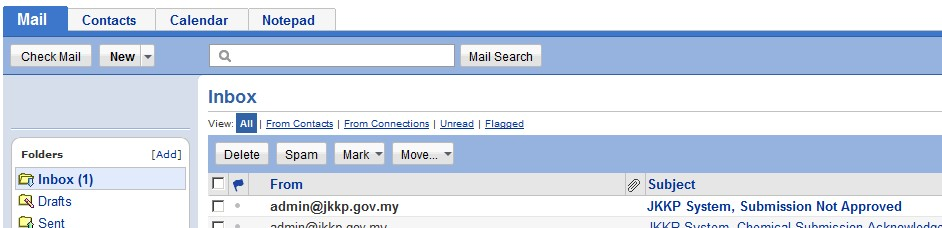 Mail Contacts Calendar Notepad
Check Mail New Mail Search
Inbox
View: All | From Contacts | From Connections | Unread | Flagged
Delete Spam Mark Move...
Folders [Add]
From Subject
Inbox (1)
admin@jkkp.gov.my JKKP System, Submission Not Approved
Drafts
admin@jkkp.gov.my JKKP System, Chemical Submission Acknowledge
Sent